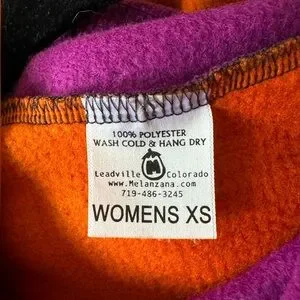 100% POLYESTER
WASH COLD & HANG DRY
Leadville Colorado
www.Melanzana.com
719-486-3245
WOMENS XS